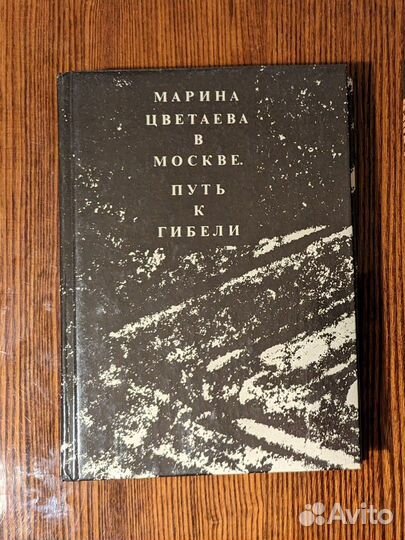 МАРИНА
ЦВЕТАЕВА
В
МОСКВЕ.
ПУТЬ
К
ГИБЕЛИ
Avito